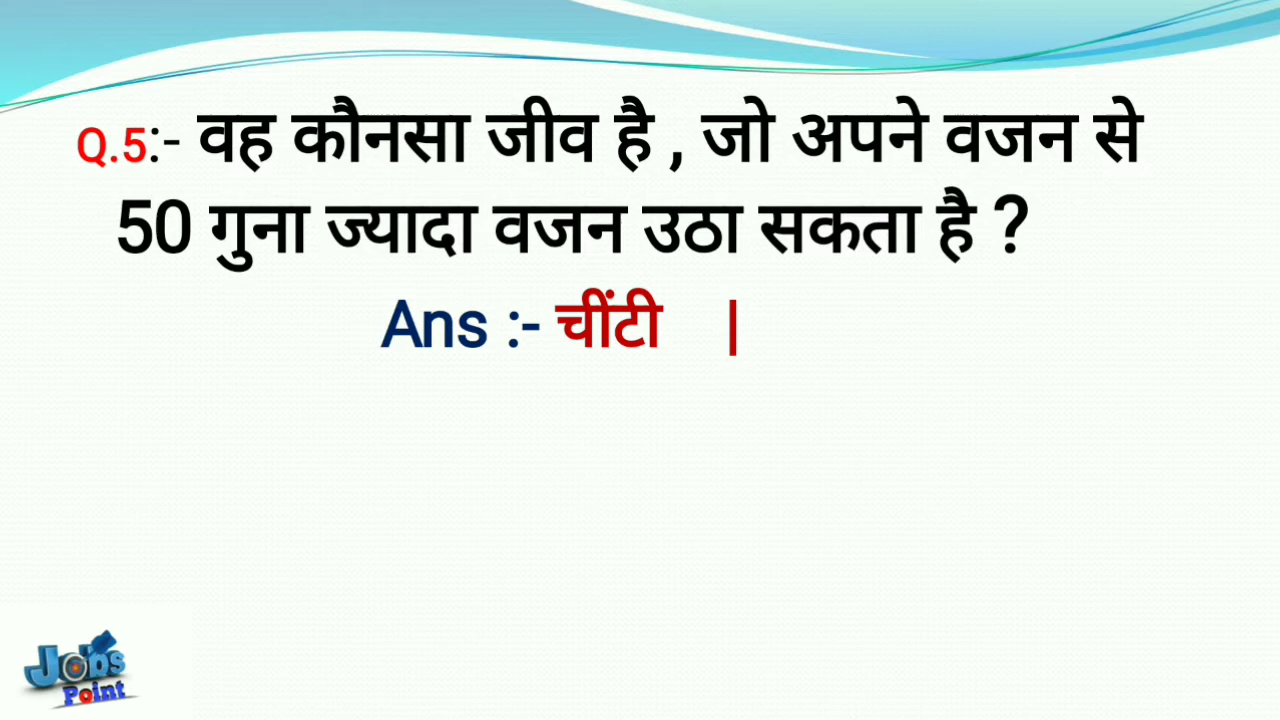 Q.5:- वह कौनसा जीव है , जो अपने वजन से
50 गुना ज्यादा वजन उठा सकता है ?
Ans :- चींटी |
Jobs
Point